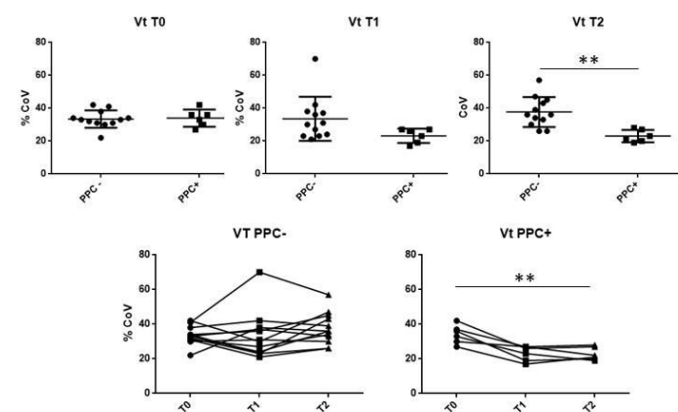 Vt T0
Vt T1
Vt T2
80
60
40
20
0
% CoV
PPC -
PPC+
80
60
40
20
0
% CoV
PPC-
PPC+
80
60
40
20
0
CoV
**
PPC-
PPC+
VT PPC-
Vt PPC+
80
60
40
20
0
% CoV
T0
T1
T2
80
60
40
20
0
**
T0
T1
T2